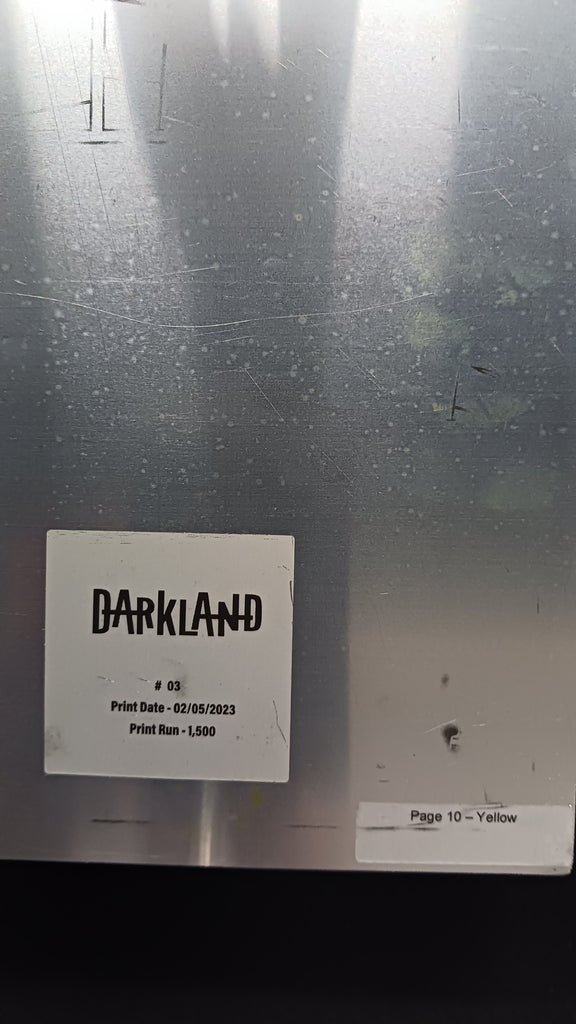 DARKLAND
# 03
Print Date - 02/05/2023
Print Run - 1,500
Page 10 – Yellow